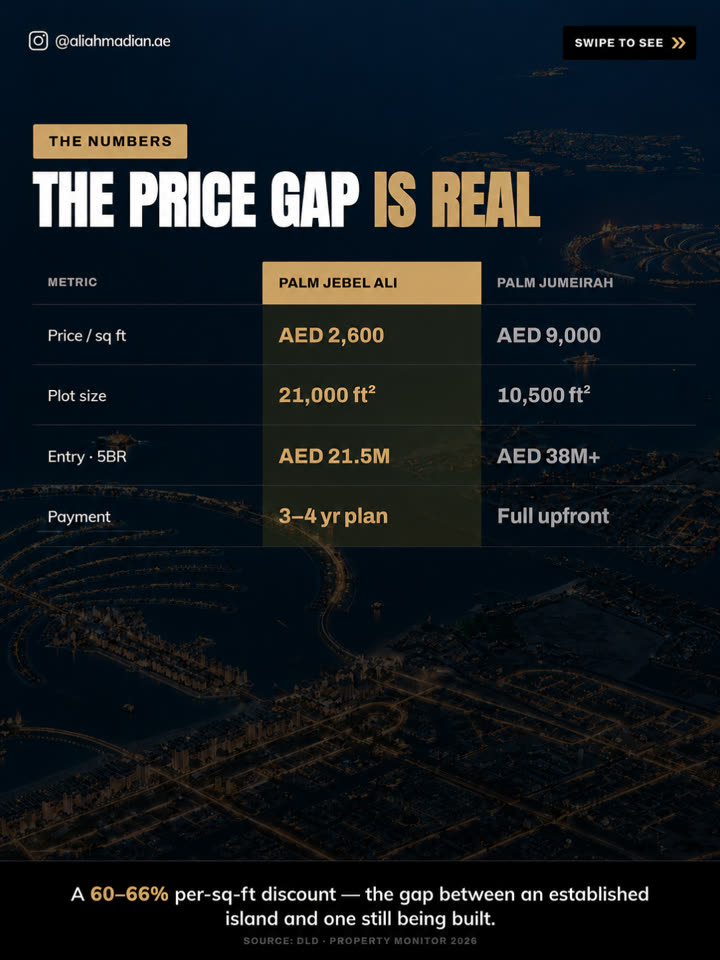 @aliahmadian.ae
SWIPE TO SEE »
THE NUMBERS
THE PRICE GAP IS REAL
METRIC PALM JEBEL ALI PALM JUMEIRAH
Price / sq ft AED 2,600 AED 9,000
Plot size 21,000 ft² 10,500 ft²
Entry · 5BR AED 21.5M AED 38M+
Payment 3–4 yr plan Full upfront
A 60–66% per-sq-ft discount — the gap between an established
island and one still being built.
SOURCE: DLD · PROPERTY MONITOR 2026